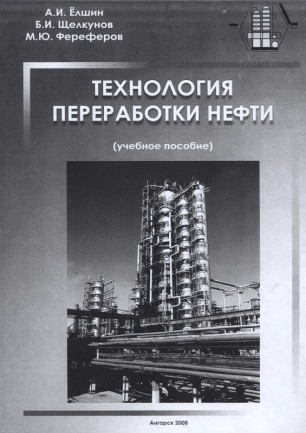 А.И. Ёлшин
Б.И. Щелкунов
М.Ю. Фереферов
ТЕХНОЛОГИЯ
ПЕРЕРАБОТКИ НЕФТИ
(учебное пособие)
Ангарск 2008